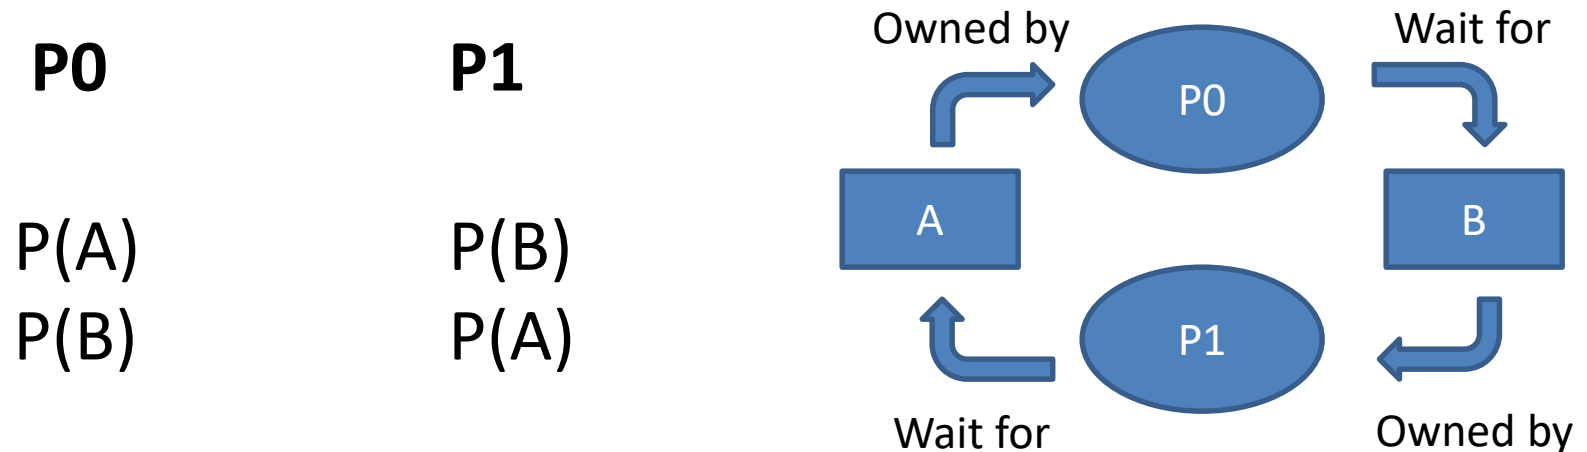 P0 P1
P(A) P(B)
P(B) P(A)
Owned by
Wait for
P0
A
B
P1
Wait for
Owned by